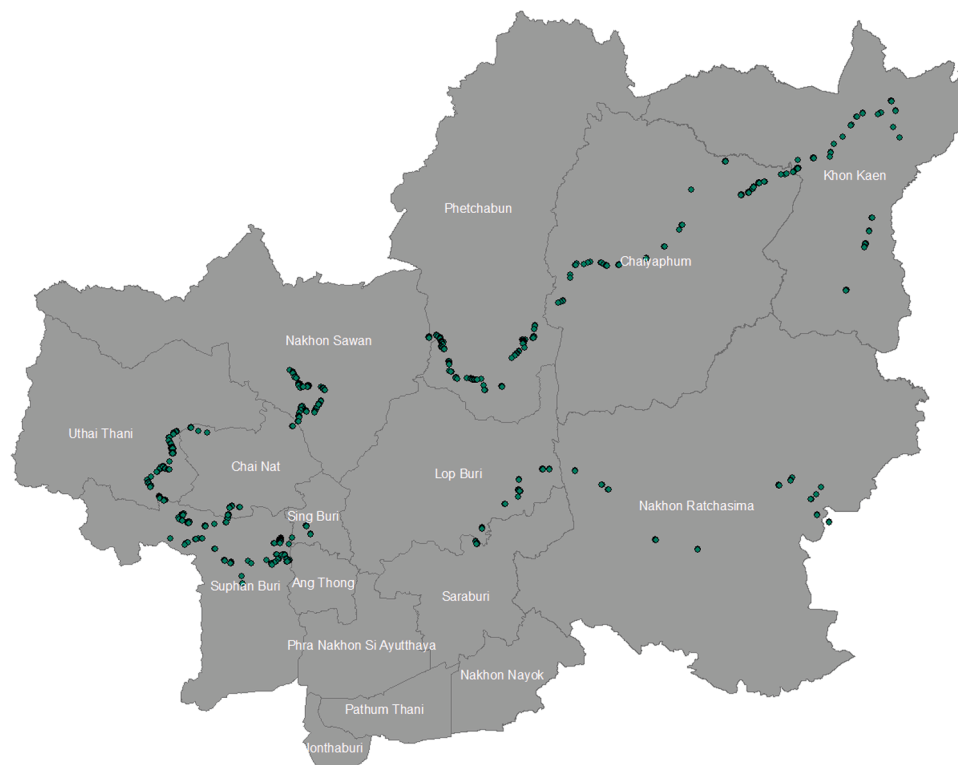 Khon Kaen
Phetchabun
Chaiyaphum
Nakhon Sawan
Uthai Thani
Chai Nat
Lop Buri
Nakhon Ratchasima
Sing Buri
Ang Thong
Suphan Buri
Saraburi
Phra Nakhon Si Ayutthaya
Nakhon Nayok
Pathum Thani
onthaburi